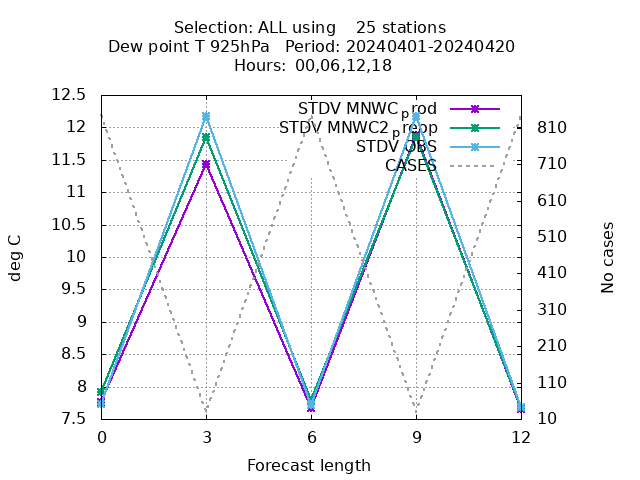 Selection: ALL using    25 stations
Dew point T 925hPa   Period: 20240401-20240420
Hours: 00,06,12,18
STDV MNWC_prod
STDV MNWC2_prepp
STDV OBS
CASES
deg C
12.5
12
11.5
11
10.5
10
9.5
9
8.5
8
7.5
No cases
810
710
610
510
410
310
210
110
10
0 3 6 9 12
Forecast length